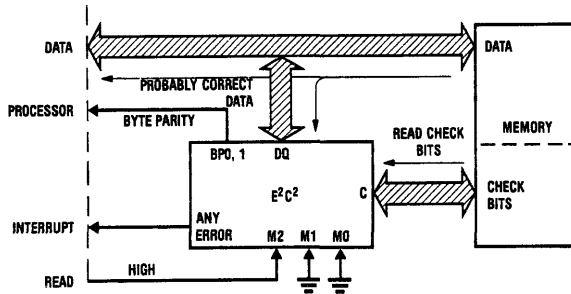 DATA
DATA
PROBABLY CORRECT
DATA
PROCESSOR
BYTE PARITY
READ CHECK
BITS
MEMORY
BP0, 1
DQ
E²C²
C
CHECK
BITS
INTERRUPT
ANY
ERROR
M2
M1
M0
READ
HIGH